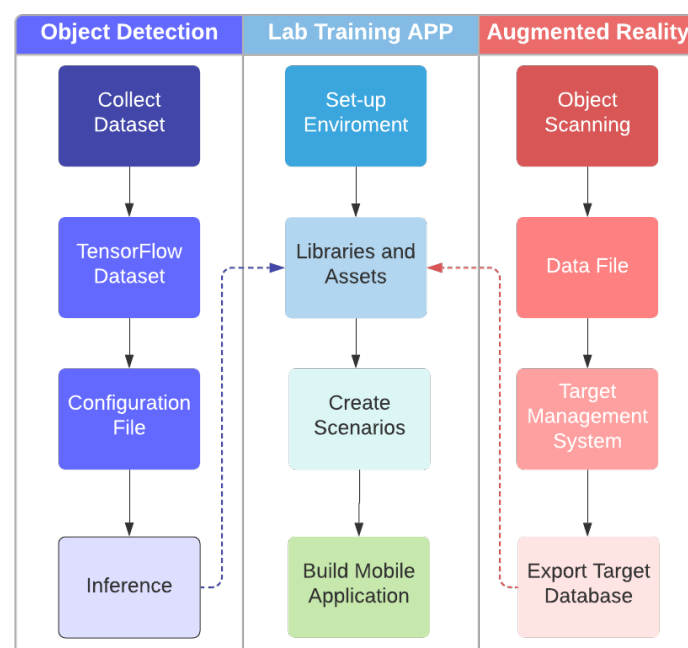 Object Detection
Lab Training APP
Augmented Reality
Collect
Dataset
TensorFlow
Dataset
Configuration
File
Inference
Set-up
Enviroment
Libraries and
Assets
Create
Scenarios
Build Mobile
Application
Object
Scanning
Data File
Target
Management
System
Export Target
Database